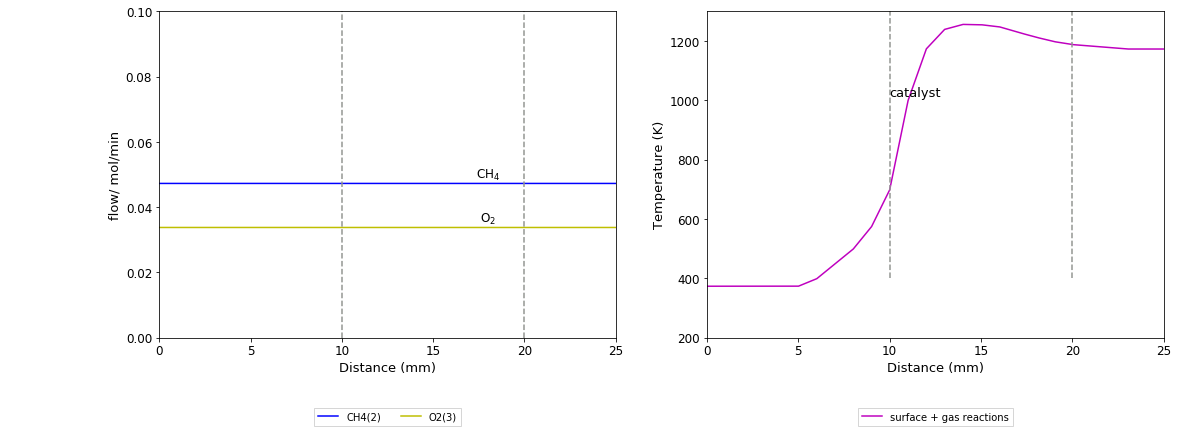 0.10
0.08
0.06
0.04
0.02
0.00
flow/ mol/min
CH₄
O₂
0 5 10 15 20 25
Distance (mm)
CH4(2) O2(3)
1200
1000
800
600
400
200
Temperature (K)
catalyst
0 5 10 15 20 25
Distance (mm)
surface + gas reactions